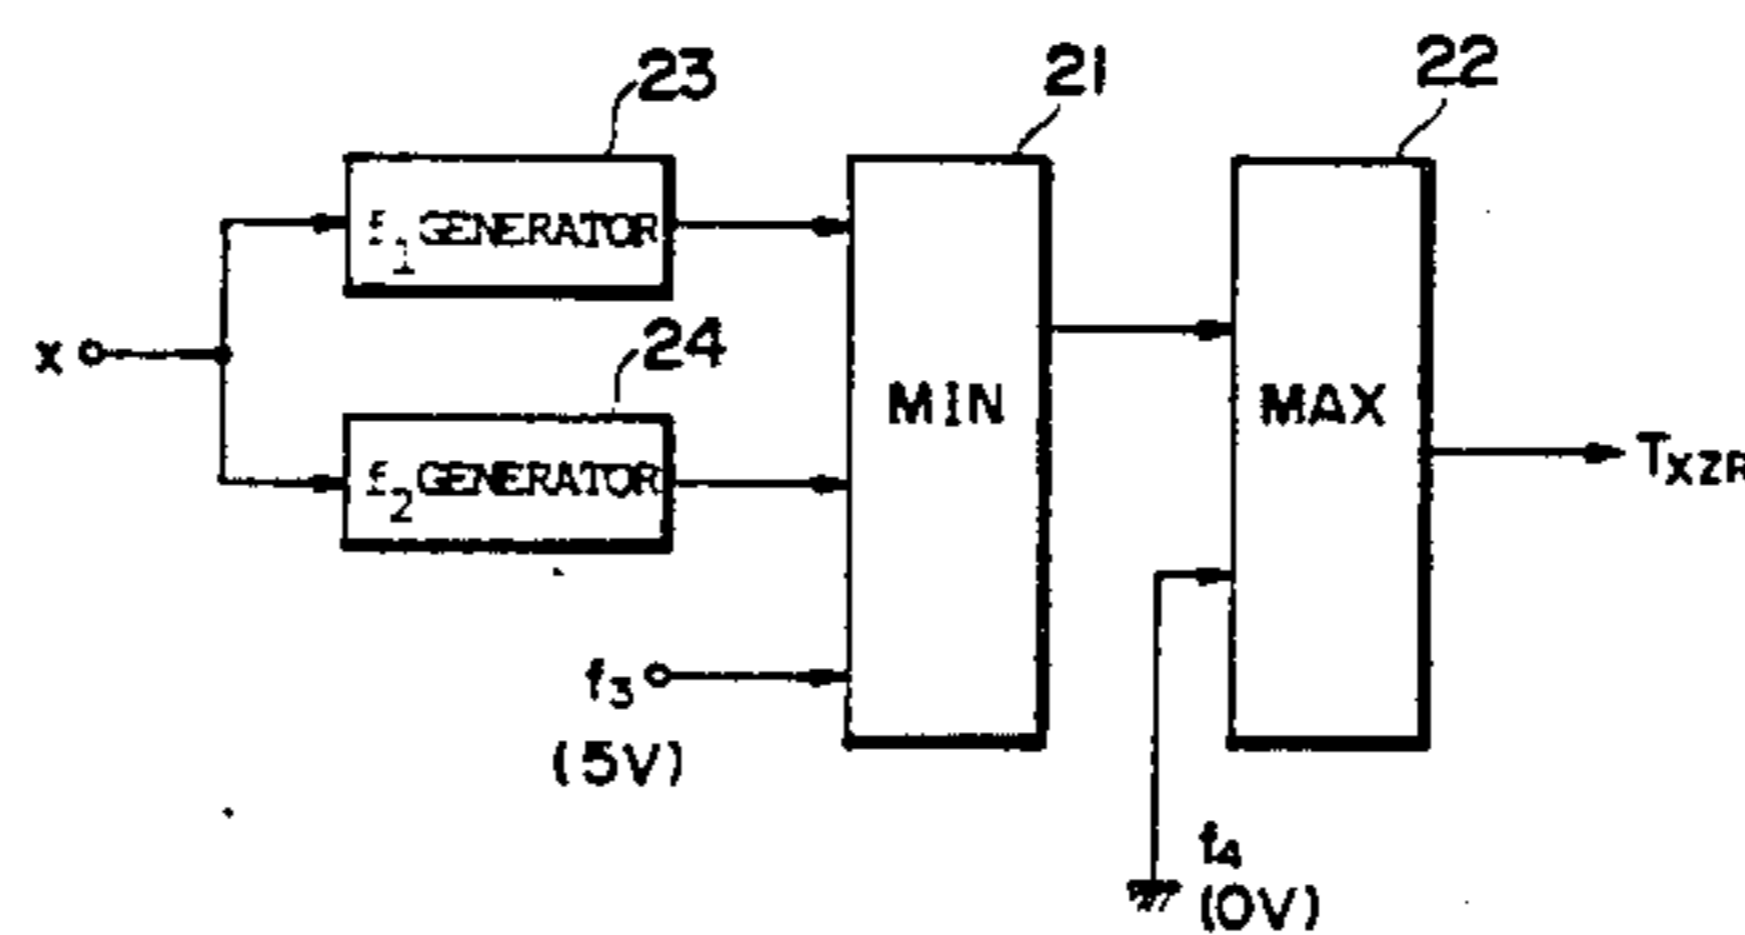 23
21
22
f1 GENERATOR
x
24
MIN
MAX
f2 GENERATOR
TXZR
f3
(5V)
f4
(0V)